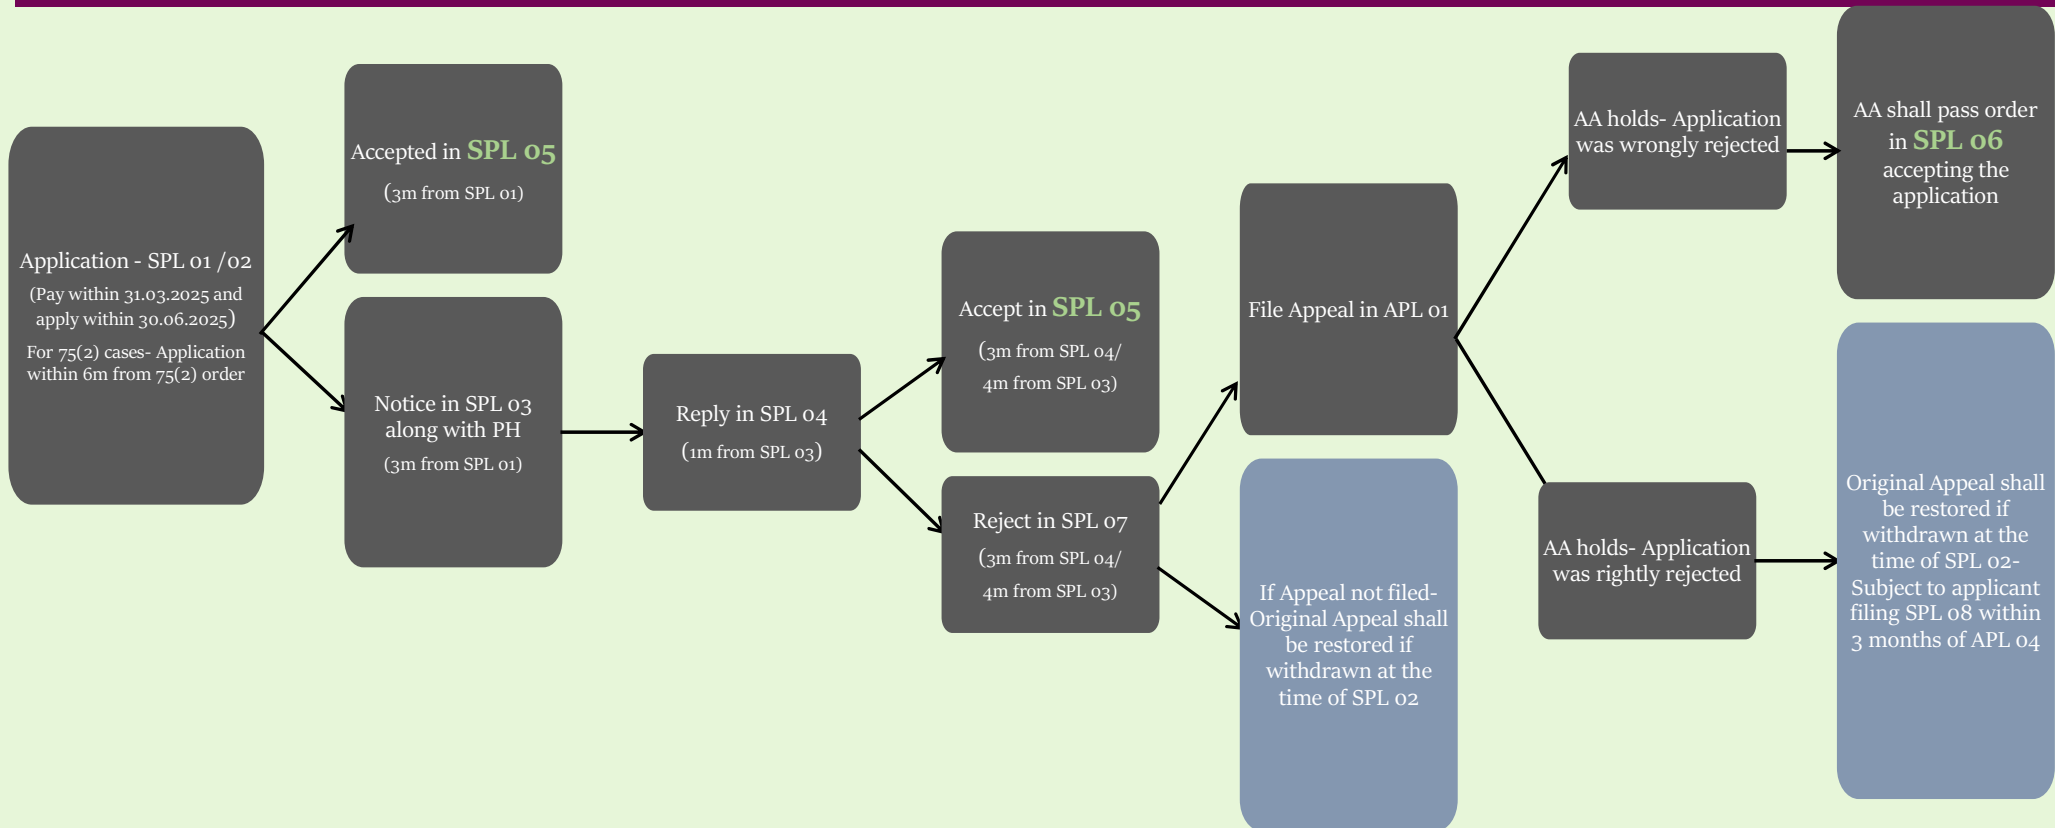 Application - SPL 01 /02
(Pay within 31.03.2025 and
apply within 30.06.2025)
For 75(2) cases- Application
within 6m from 75(2) order
Accepted in SPL 05
(3m from SPL 01)
Notice in SPL 03
along with PH
(3m from SPL 01)
Reply in SPL 04
(1m from SPL 03)
Accept in SPL 05
(3m from SPL 04/
4m from SPL 03)
Reject in SPL 07
(3m from SPL 04/
4m from SPL 03)
File Appeal in APL 01
If Appeal not filed-
Original Appeal shall
be restored if
withdrawn at the
time of SPL 02
AA holds- Application
was wrongly rejected
AA holds- Application
was rightly rejected
AA shall pass order
in SPL 06
accepting the
application
Original Appeal shall
be restored if
withdrawn at the
time of SPL 02-
Subject to applicant
filing SPL 08 within
3 months of APL 04